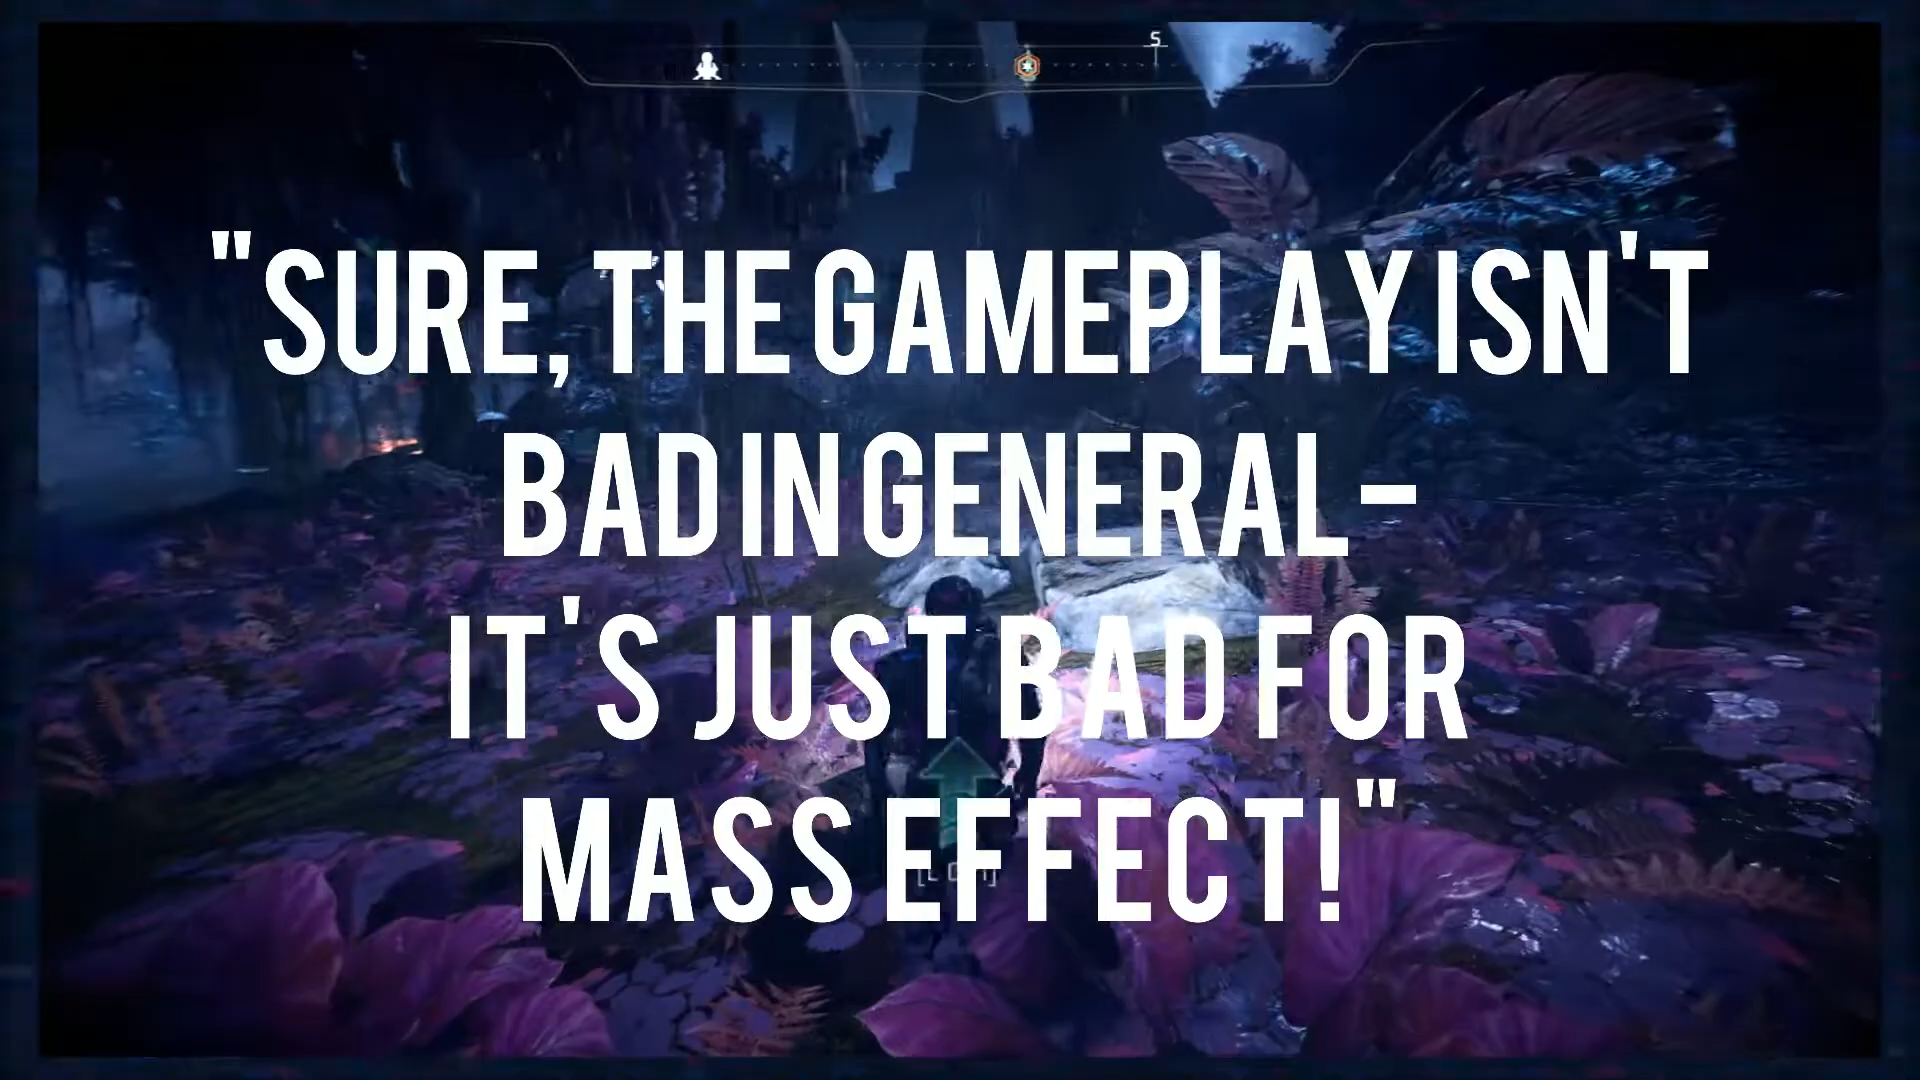 S
"SURE, THE GAMEPLAY ISN'T
BAD IN GENERAL –
IT'S JUST BAD FOR
MASS EFFECT!"